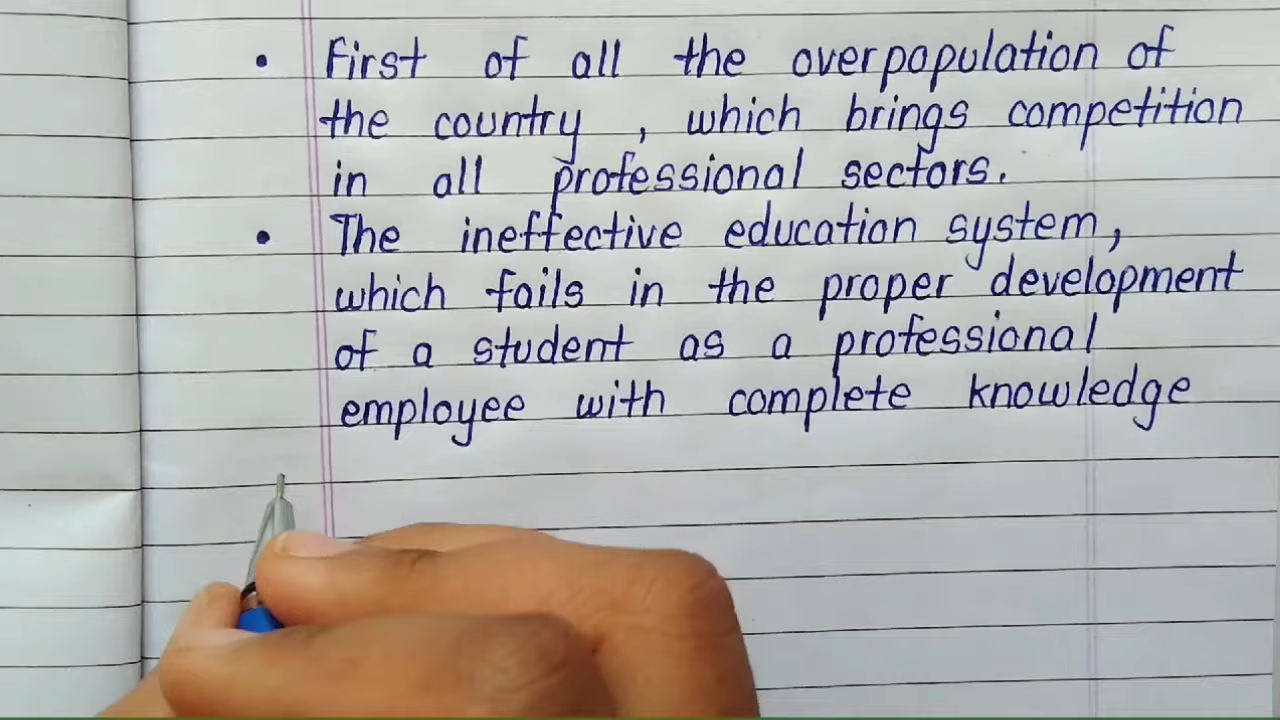 • First of all the overpopulation of
the country , which brings competition
in all professional sectors.
• The ineffective education system,
which fails in the proper development
of a student as a professional
employee with complete knowledge